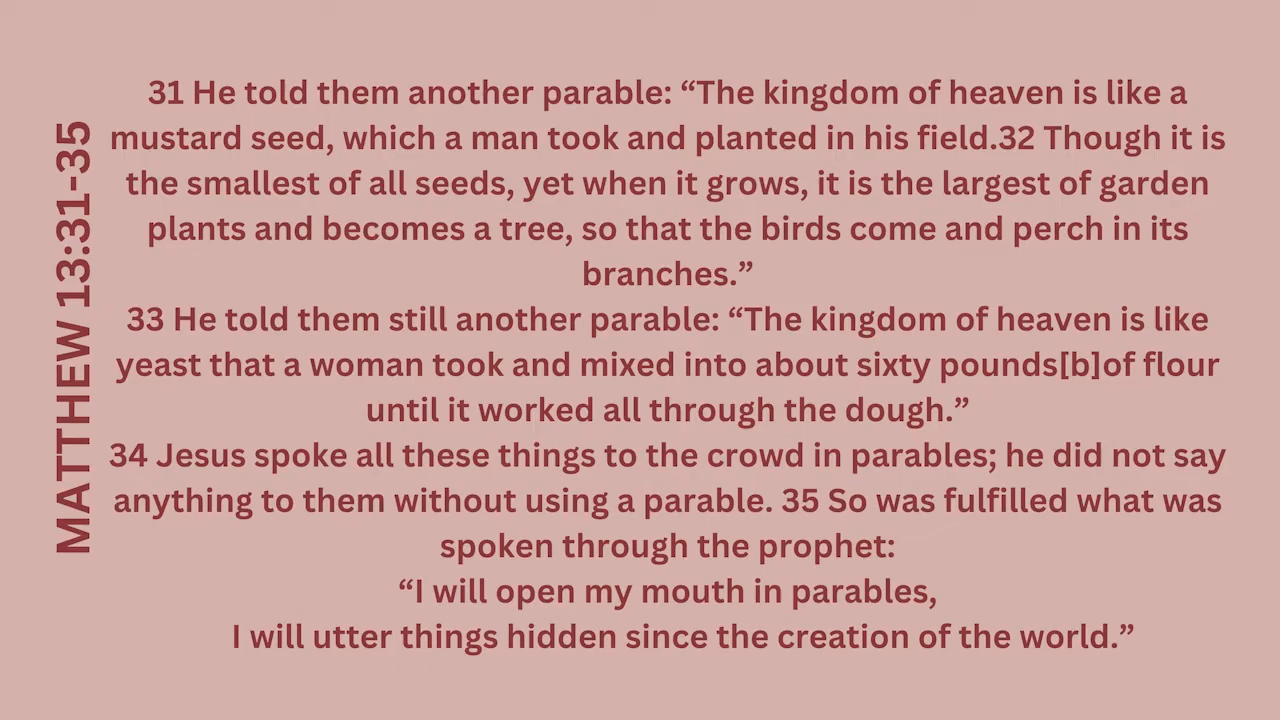 MATTHEW 13:31-35
31 He told them another parable: “The kingdom of heaven is like a
mustard seed, which a man took and planted in his field.32 Though it is
the smallest of all seeds, yet when it grows, it is the largest of garden
plants and becomes a tree, so that the birds come and perch in its
branches.”
33 He told them still another parable: “The kingdom of heaven is like
yeast that a woman took and mixed into about sixty pounds[b]of flour
until it worked all through the dough.”
34 Jesus spoke all these things to the crowd in parables; he did not say
anything to them without using a parable. 35 So was fulfilled what was
spoken through the prophet:
“I will open my mouth in parables,
I will utter things hidden since the creation of the world.”